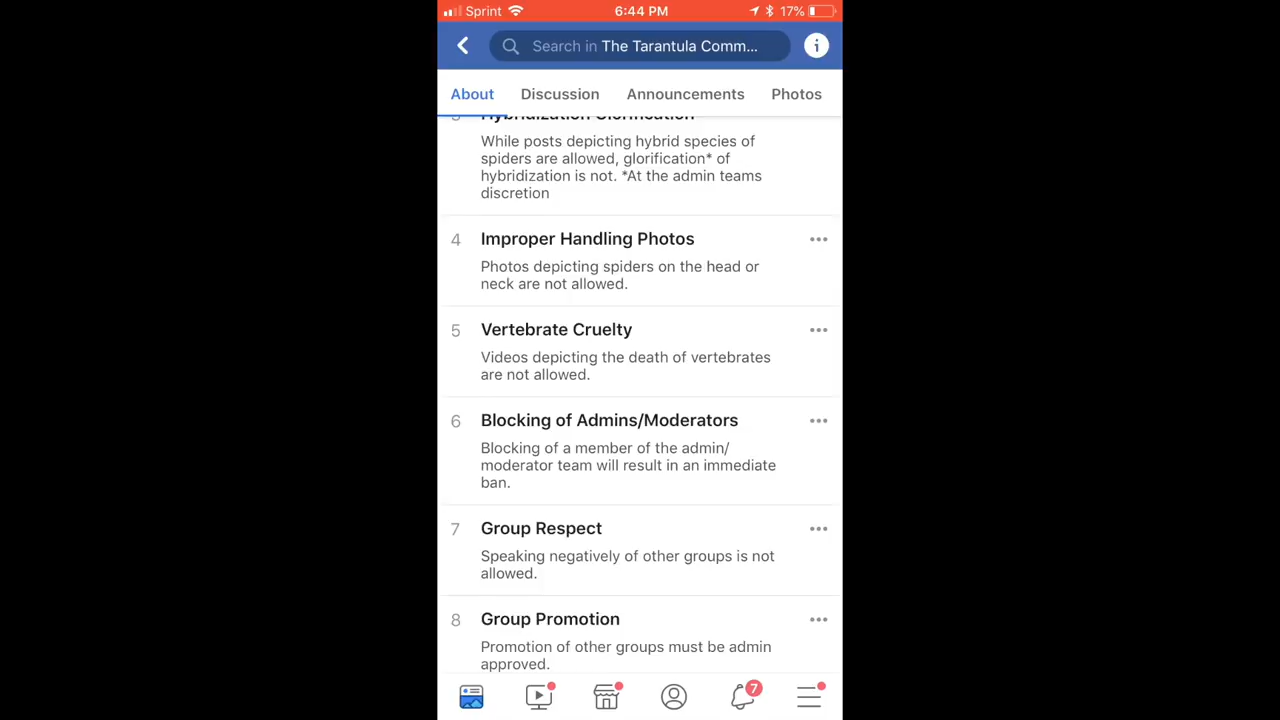 Sprint 6:44 PM 17%
Search in The Tarantula Comm...
About Discussion Announcements Photos
3 Hybridization Glorification
While posts depicting hybrid species of
spiders are allowed, glorification* of
hybridization is not. *At the admin teams
discretion
4 Improper Handling Photos
Photos depicting spiders on the head or
neck are not allowed.
5 Vertebrate Cruelty
Videos depicting the death of vertebrates
are not allowed.
6 Blocking of Admins/Moderators
Blocking of a member of the admin/
moderator team will result in an immediate
ban.
7 Group Respect
Speaking negatively of other groups is not
allowed.
8 Group Promotion
Promotion of other groups must be admin
approved.
7